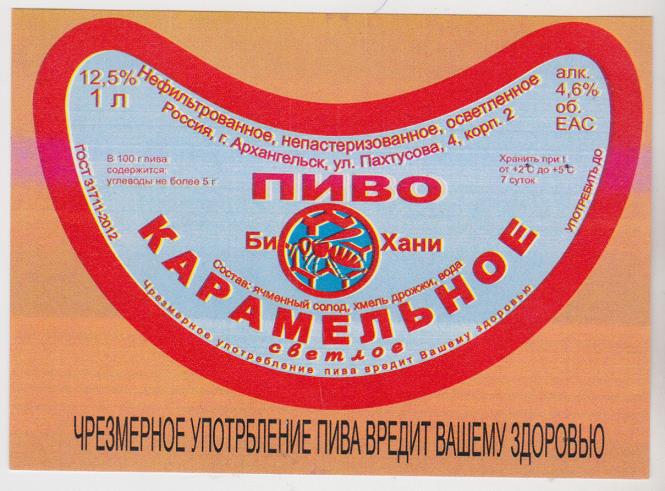 12,5%
1 л
Нефильтрованное, непастеризованное, осветленное
Россия, г. Архангельск, ул. Пахтусова, 4, корп. 2
алк.
4,6%
об.
ЕАС
ГОСТ 31711-2012
В 100 г пива
содержится:
углеводы не более 5 г
ПИВО
Хранить при t
от +2°С до +5°С
7 суток
УПОТРЕБИТЬ ДО
Би Хани
Состав: ячменный солод, хмель дрожжи, вода
КАРАМЕЛЬНОЕ
светлое
Чрезмерное употребление пива вредит Вашему здоровью
ЧРЕЗМЕРНОЕ УПОТРБЛЕНИЕ ПИВА ВРЕДИТ ВАШЕМУ ЗДОРОВЬЮ